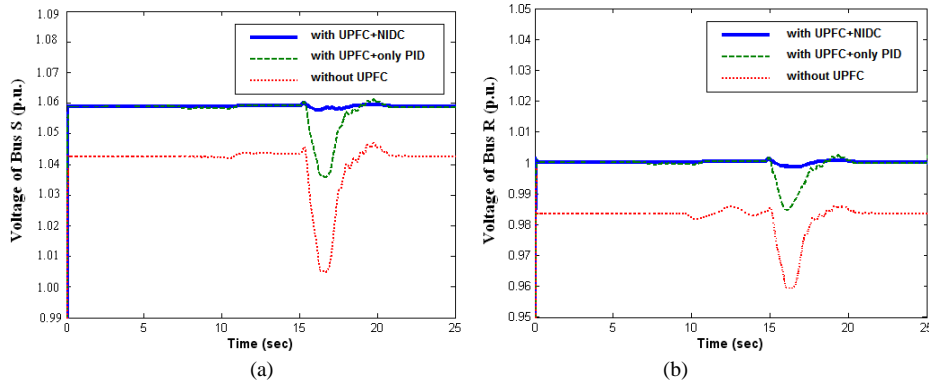 1.09
1.08
1.07
1.06
1.05
1.04
1.03
1.02
1.01
1.00
0.99
Voltage of Bus S (p.u.)
with UPFC+NIDC
with UPFC+only PID
without UPFC
0 5 10 15 20 25
Time (sec)
(a)
1.05
1.04
1.03
1.02
1.01
1
0.99
0.98
0.97
0.96
0.95
Voltage of Bus R (p.u.)
with UPFC+NIDC
with UPFC+only PID
without UPFC
0 5 10 15 20 25
Time (sec)
(b)